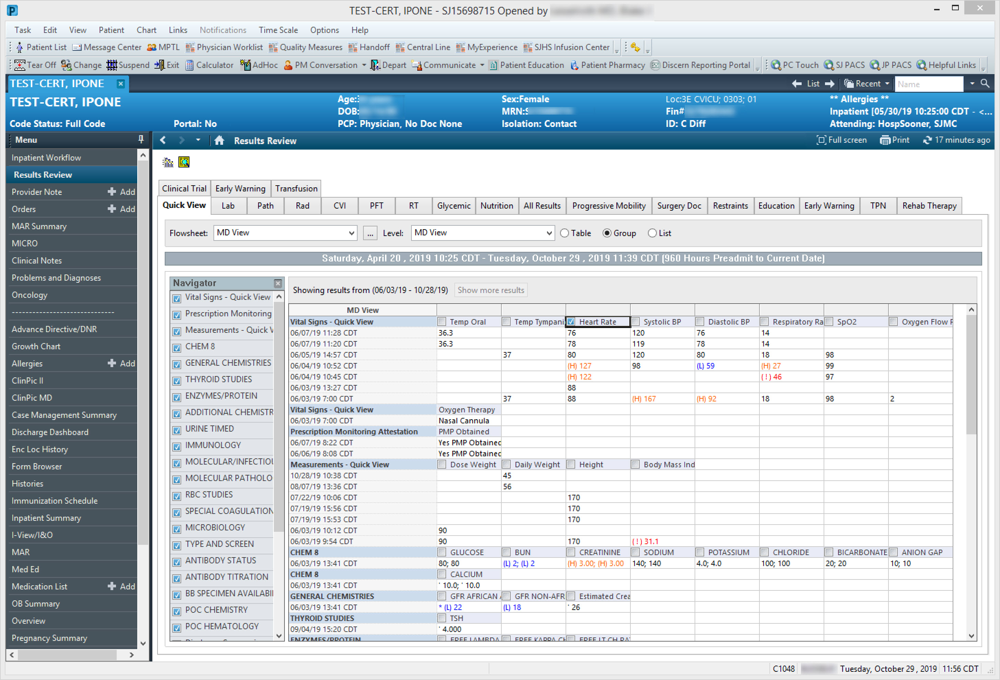 P
TEST-CERT, IPONE - SJ15698715 Opened by
Task Edit View Patient Chart Links Notifications Time Scale Options Help
Patient List Message Center MPTL Physician Worklist Quality Measures Handoff Central Line MyExperience SJHS Infusion Center
Tear Off Change Suspend Exit Calculator AdHoc PM Conversation Depart Communicate Patient Education Patient Pharmacy Discern Reporting Portal PC Touch SJ PACS JP PACS Helpful Links
TEST-CERT, IPONE List Recent Name
TEST-CERT, IPONE Age: Sex:Female Loc:3E CVICU; 0303; 01 ** Allergies **
DOB: MRN:S Fin# Inpatient [05/30/19 10:25:00 CDT - <...
Code Status: Full Code Portal: No PCP: Physician, No Doc None Isolation: Contact ID: C Diff Attending: HospSooner, SJMC
Menu
Results Review Full screen Print 17 minutes ago
Inpatient Workflow
Results Review
Provider Note Add
Orders Add
MAR Summary
MICRO
Clinical Notes
Problems and Diagnoses
Oncology
-------------------------------
Advance Directive/DNR
Growth Chart
Allergies Add
ClinPic II
ClinPic MD
Case Management Summary
Discharge Dashboard
Enc Loc History
Form Browser
Histories
Immunization Schedule
Inpatient Summary
I-View/I&O
MAR
Med Ed
Medication List Add
OB Summary
Overview
Pregnancy Summary
Clinical Trial Early Warning Transfusion
Quick View Lab Path Rad CVI PFT RT Glycemic Nutrition All Results Progressive Mobility Surgery Doc Restraints Education Early Warning TPN Rehab Therapy
Flowsheet: MD View ... Level: MD View Table Group List
Saturday, April 20 , 2019 10:25 CDT - Tuesday, October 29 , 2019 11:39 CDT (960 Hours Preadmit to Current Date)
Navigator
Vital Signs - Quick View
Prescription Monitoring
Measurements - Quick V
CHEM 8
GENERAL CHEMISTRIES
THYROID STUDIES
ENZYMES/PROTEIN
ADDITIONAL CHEMISTR
URINE TIMED
IMMUNOLOGY
MOLECULAR/INFECTIOU
MOLECULAR PATHOLO
RBC STUDIES
SPECIAL COAGULATION
MICROBIOLOGY
TYPE AND SCREEN
ANTIBODY STATUS
ANTIBODY TITRATION
BB SPECIMEN AVAILABI
POC CHEMISTRY
POC HEMATOLOGY
Showing results from (06/03/19 - 10/28/19) Show more results
MD View
Vital Signs - Quick View Temp Oral Temp Tympani Heart Rate Systolic BP Diastolic BP Respiratory Ra SpO2 Oxygen Flow R
06/07/19 11:28 CDT 36.3 76 120 76 14
06/07/19 11:20 CDT 36.3 78 119 78 14
06/05/19 14:57 CDT 37 80 120 80 18 98
06/04/19 10:52 CDT (H) 127 98 (L) 59 (H) 27 99
06/04/19 10:45 CDT (H) 122 (!) 46 97
06/03/19 13:27 CDT 88
06/03/19 7:00 CDT 37 88 (H) 167 (H) 92 18 98 2
Vital Signs - Quick View Oxygen Therapy
06/03/19 7:00 CDT Nasal Cannula
Prescription Monitoring Attestation PMP Obtained
06/07/19 8:22 CDT Yes PMP Obtained
06/06/19 8:08 CDT Yes PMP Obtained
Measurements - Quick View Dose Weight Daily Weight Height Body Mass Ind
10/28/19 10:38 CDT 45
08/07/19 13:36 CDT 56
07/22/19 10:06 CDT 170
07/19/19 15:56 CDT 170
07/19/19 15:53 CDT 170
06/03/19 10:12 CDT 90
06/03/19 9:54 CDT 90 170 (!) 31.1
CHEM 8 GLUCOSE BUN CREATININE SODIUM POTASSIUM CHLORIDE BICARBONATE ANION GAP
06/03/19 13:41 CDT 80; 80 (L) 2; (L) 2 (H) 3.00; (H) 3.00 140; 140 4.0; 4.0 100; 100 20; 20 10; 10
CHEM 8 CALCIUM
06/03/19 13:41 CDT ' 10.0; ' 10.0
GENERAL CHEMISTRIES GFR AFRICAN GFR NON-AFR Estimated Crea
06/03/19 13:41 CDT * (L) 22 (L) 18 ' 26
THYROID STUDIES TSH
09/04/19 15:20 CDT ' 4.000
ENZYMES/PROTEIN FREE LAMBDA FREE KAPPA CH FREE LT CH RA
C1048 Tuesday, October 29 , 2019 11:56 CDT